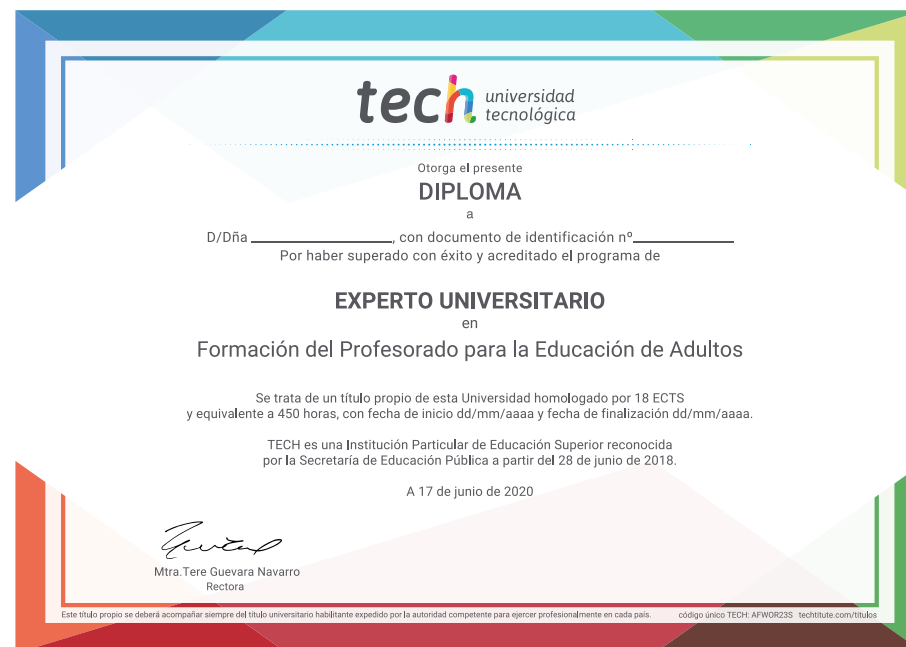 tech universidad
tecnológica
Otorga el presente
DIPLOMA
a
D/Dña , con documento de identificación nº
Por haber superado con éxito y acreditado el programa de
EXPERTO UNIVERSITARIO
en
Formación del Profesorado para la Educación de Adultos
Se trata de un título propio de esta Universidad homologado por 18 ECTS
y equivalente a 450 horas, con fecha de inicio dd/mm/aaaa y fecha de finalización dd/mm/aaaa.
TECH es una Institución Particular de Educación Superior reconocida
por la Secretaría de Educación Pública a partir del 28 de junio de 2018.
A 17 de junio de 2020
Mtra.Tere Guevara Navarro
Rectora
Este título propio se deberá acompañar siempre del título universitario habilitante expedido por la autoridad competente para ejercer profesionalmente en cada país. código único TECH: AFWOR23S techtitute.com/titulos